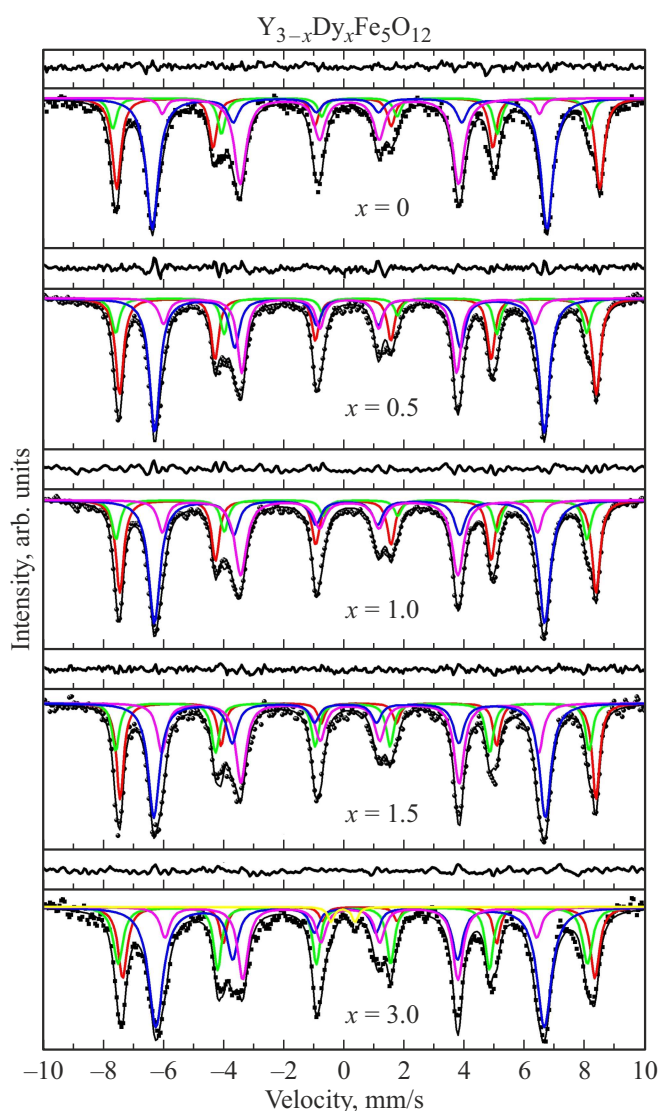 Y₃₋ₓDyₓFe₅O₁₂
x = 0
x = 0.5
x = 1.0
x = 1.5
x = 3.0
Intensity, arb. units
–10 –8 –6 –4 –2 0 2 4 6 8 10
Velocity, mm/s